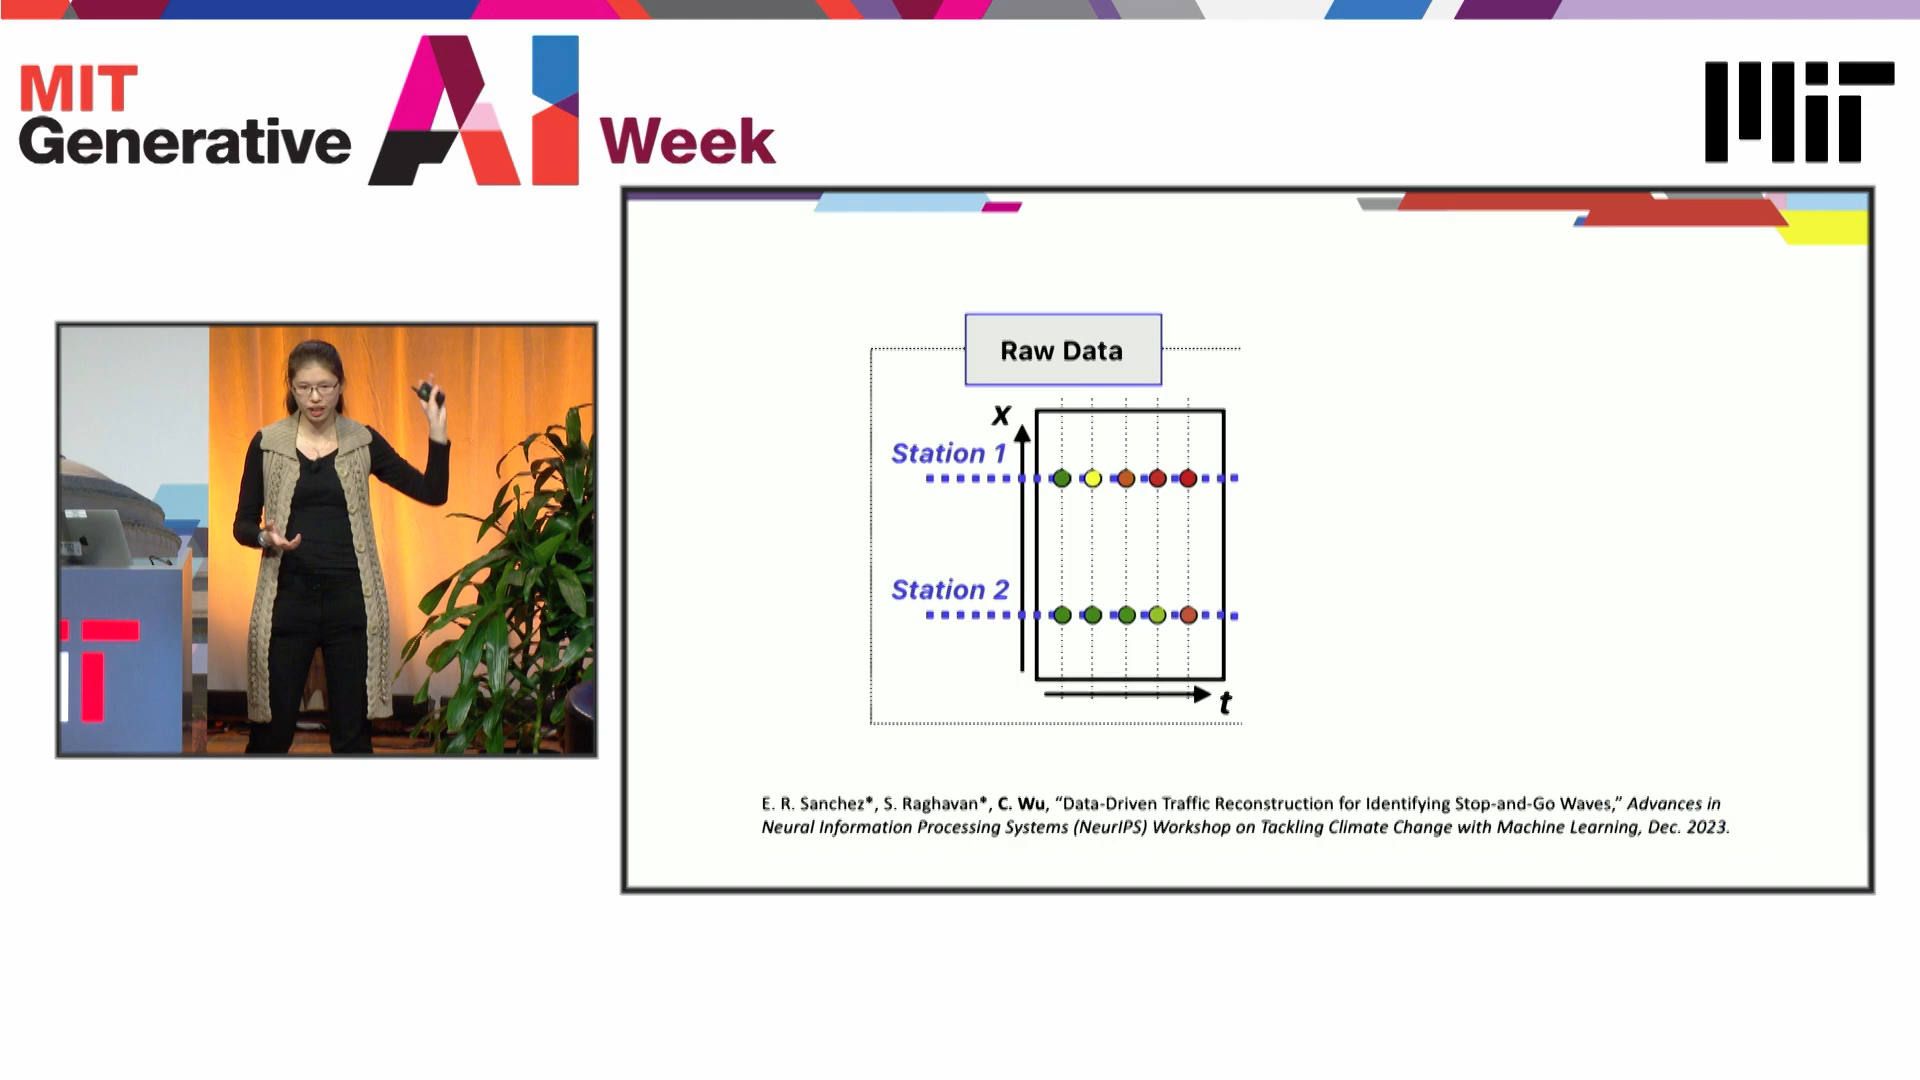 MIT
Generative AI Week
MIT
Raw Data
x
Station 1
Station 2
t
E. R. Sanchez*, S. Raghavan*, C. Wu, “Data-Driven Traffic Reconstruction for Identifying Stop-and-Go Waves,” Advances in
Neural Information Processing Systems (NeurIPS) Workshop on Tackling Climate Change with Machine Learning, Dec. 2023.